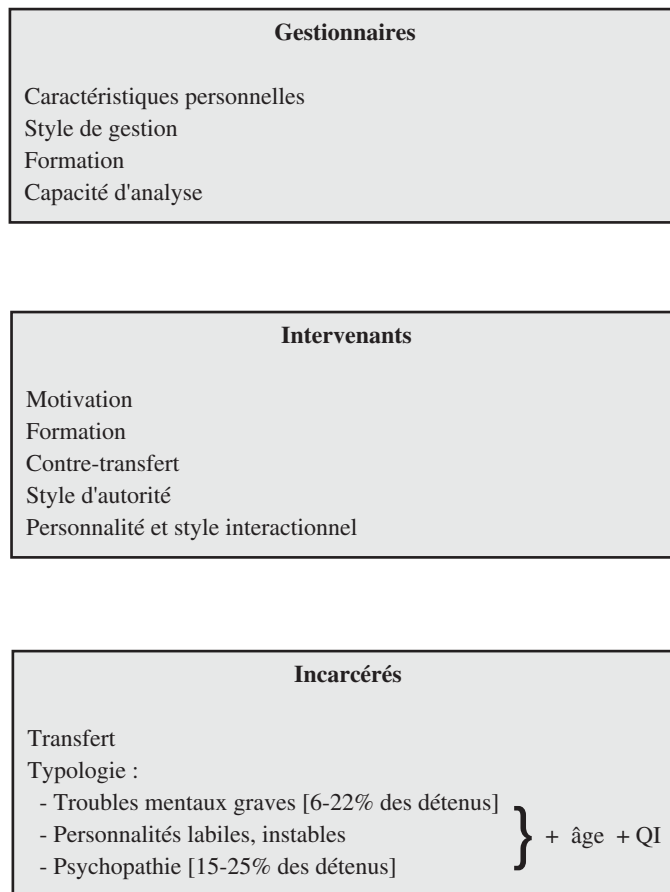 Gestionnaires
Caractéristiques personnelles
Style de gestion
Formation
Capacité d'analyse
Intervenants
Motivation
Formation
Contre-transfert
Style d'autorité
Personnalité et style interactionnel
Incarcérés
Transfert
Typologie :
- Troubles mentaux graves [6-22% des détenus]
- Personnalités labiles, instables } + âge + QI
- Psychopathie [15-25% des détenus]